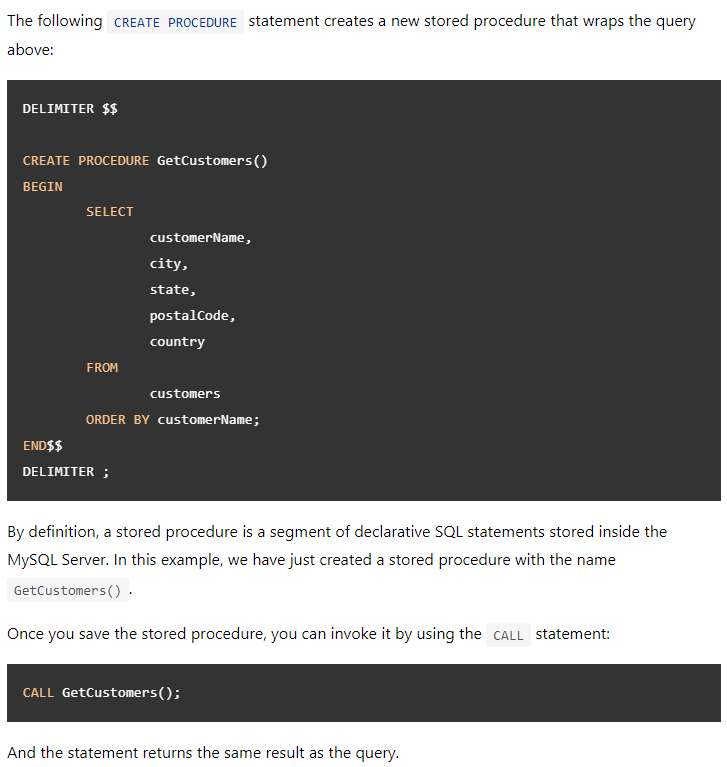 The following CREATE PROCEDURE statement creates a new stored procedure that wraps the query
above:
DELIMITER $$
CREATE PROCEDURE GetCustomers()
BEGIN
SELECT
customerName,
city,
state,
postalCode,
country
FROM
customers
ORDER BY customerName;
END$$
DELIMITER ;
By definition, a stored procedure is a segment of declarative SQL statements stored inside the
MySQL Server. In this example, we have just created a stored procedure with the name
GetCustomers() .
Once you save the stored procedure, you can invoke it by using the CALL statement:
CALL GetCustomers();
And the statement returns the same result as the query.